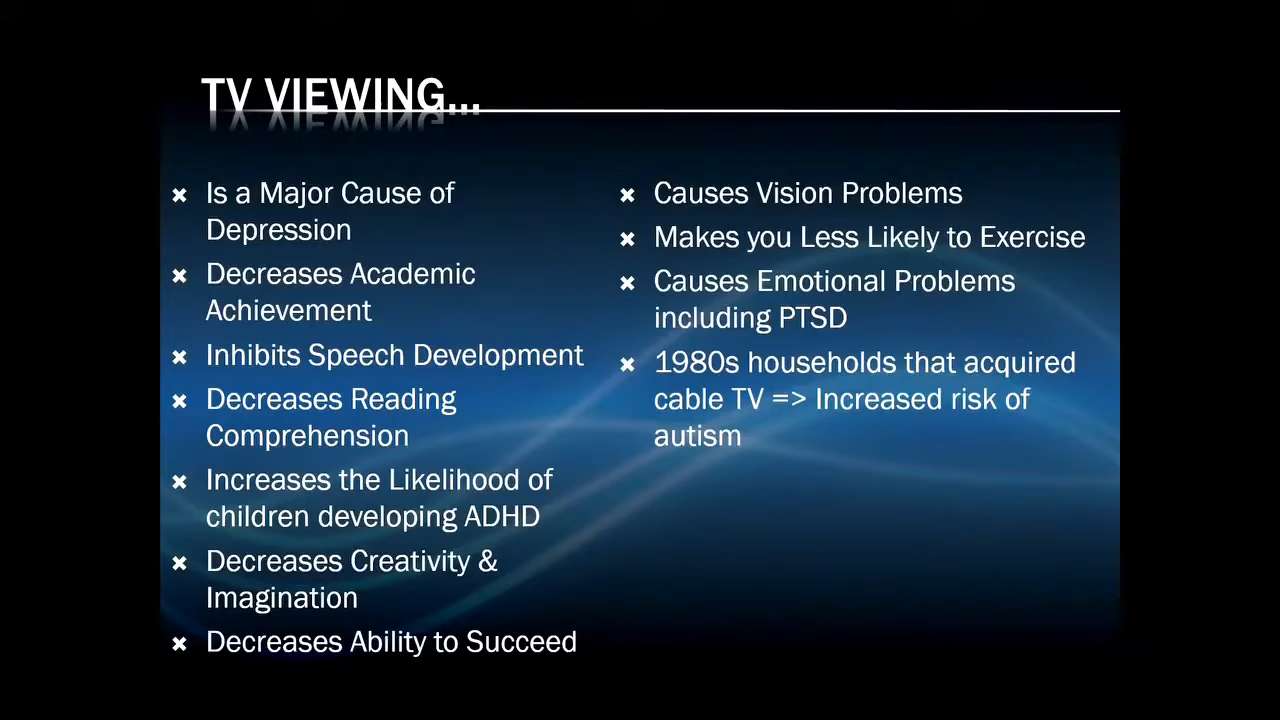 TV VIEWING...
Is a Major Cause of
Depression
Decreases Academic
Achievement
Inhibits Speech Development
Decreases Reading
Comprehension
Increases the Likelihood of
children developing ADHD
Decreases Creativity &
Imagination
Decreases Ability to Succeed
Causes Vision Problems
Makes you Less Likely to Exercise
Causes Emotional Problems
including PTSD
1980s households that acquired
cable TV => Increased risk of
autism